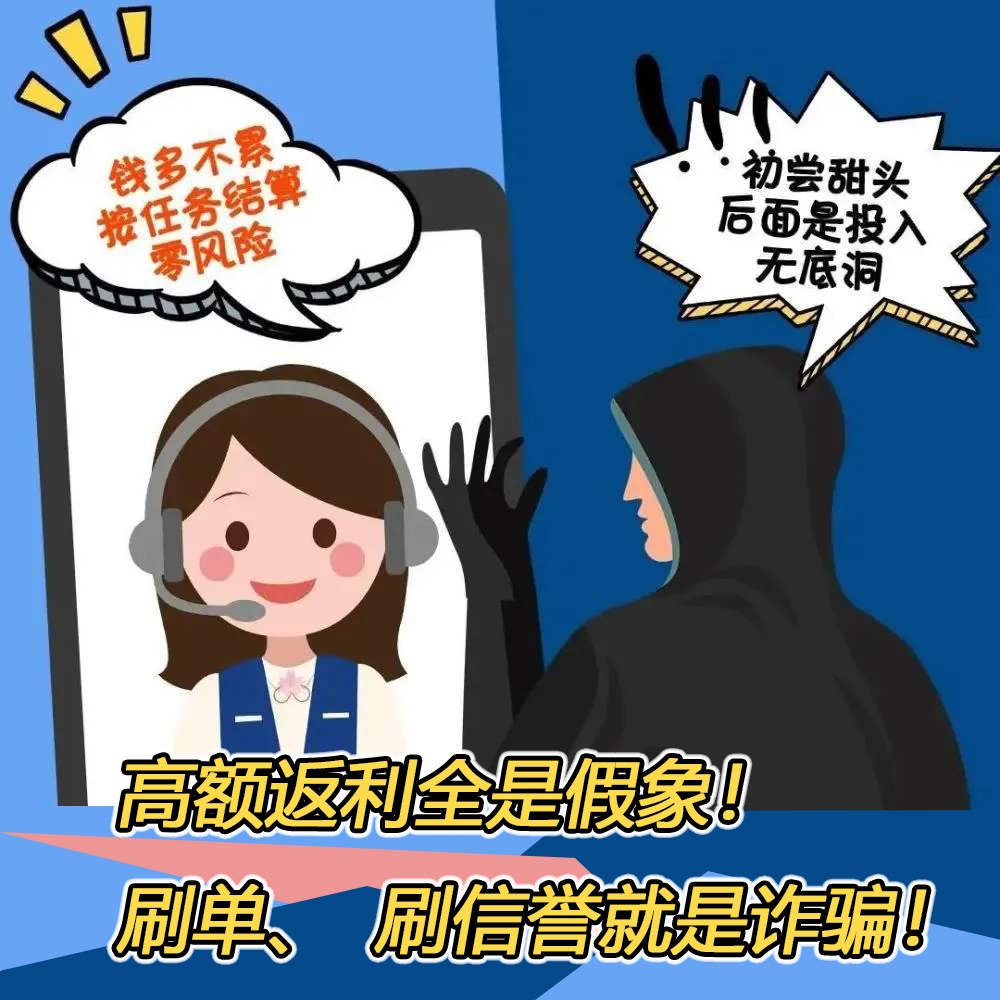 钱多不累
按任务结算
零风险
初尝甜头
后面是投入
无底洞
高额返利全是假象！
刷单、 刷信誉就是诈骗！